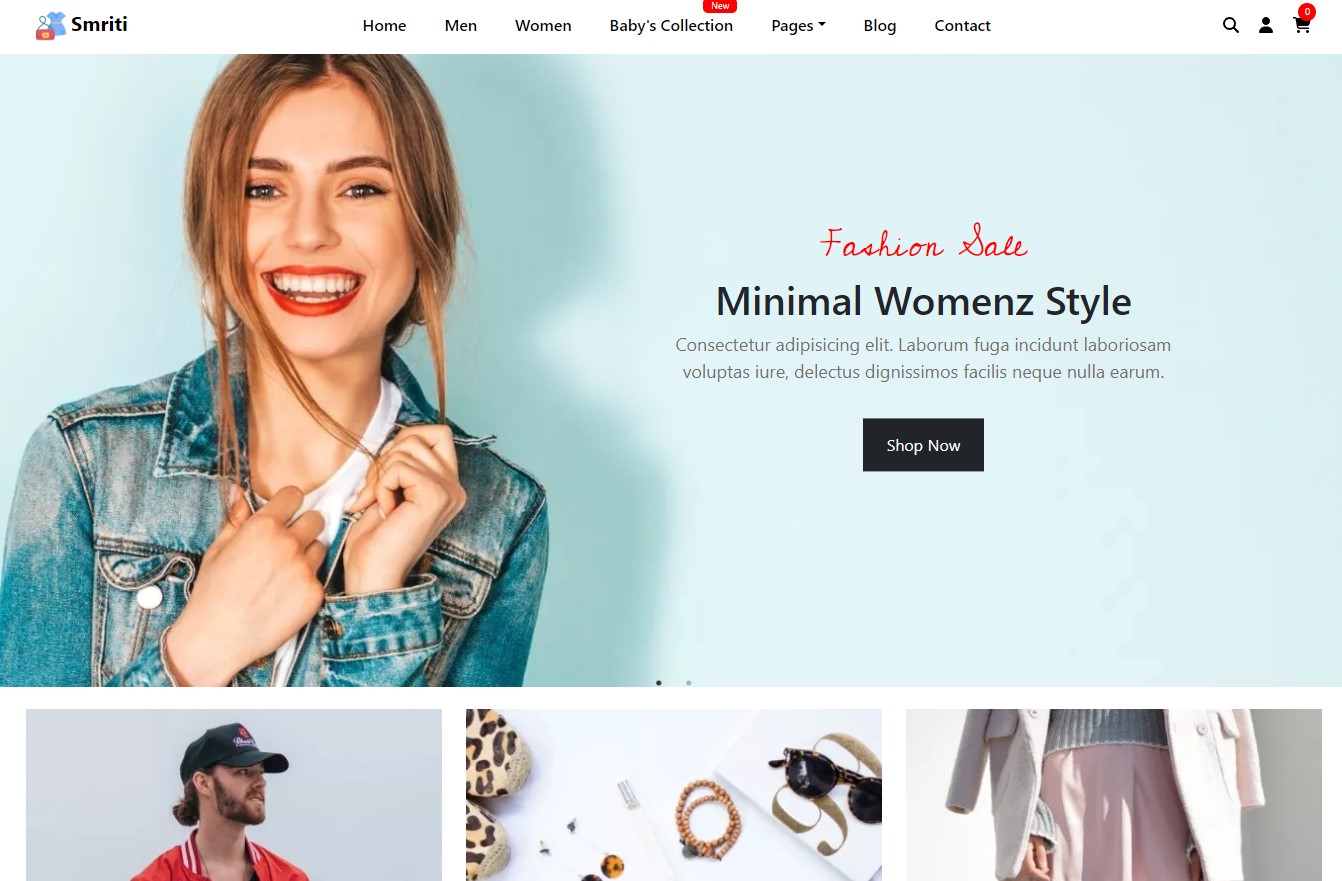 Smriti
Home Men Women Baby's Collection New Pages Blog Contact
0
Fashion Sale
Minimal Womenz Style
Consectetur adipisicing elit. Laborum fuga incidunt laboriosam
voluptas iure, delectus dignissimos facilis neque nulla earum.
Shop Now